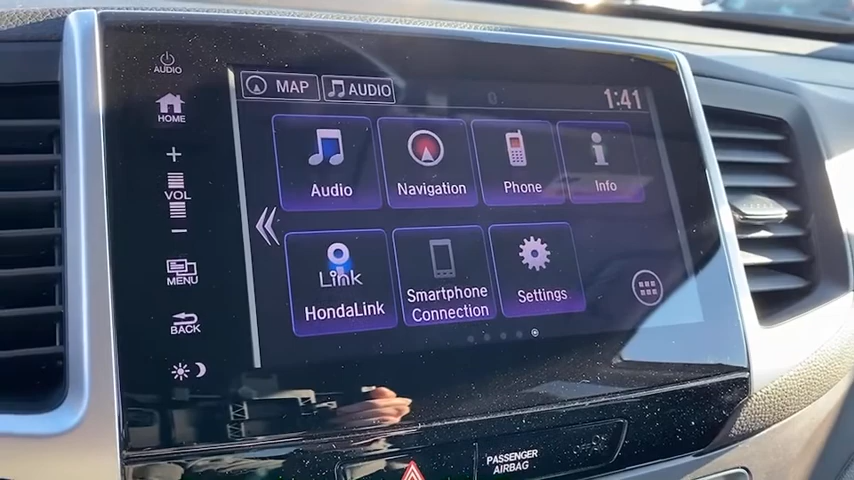 AUDIO
HOME
+
VOL
−
MENU
BACK
MAP
AUDIO
1:41
Audio
Navigation
Phone
Info
Link
HondaLink
Smartphone
Connection
Settings
PASSENGER
AIRBAG